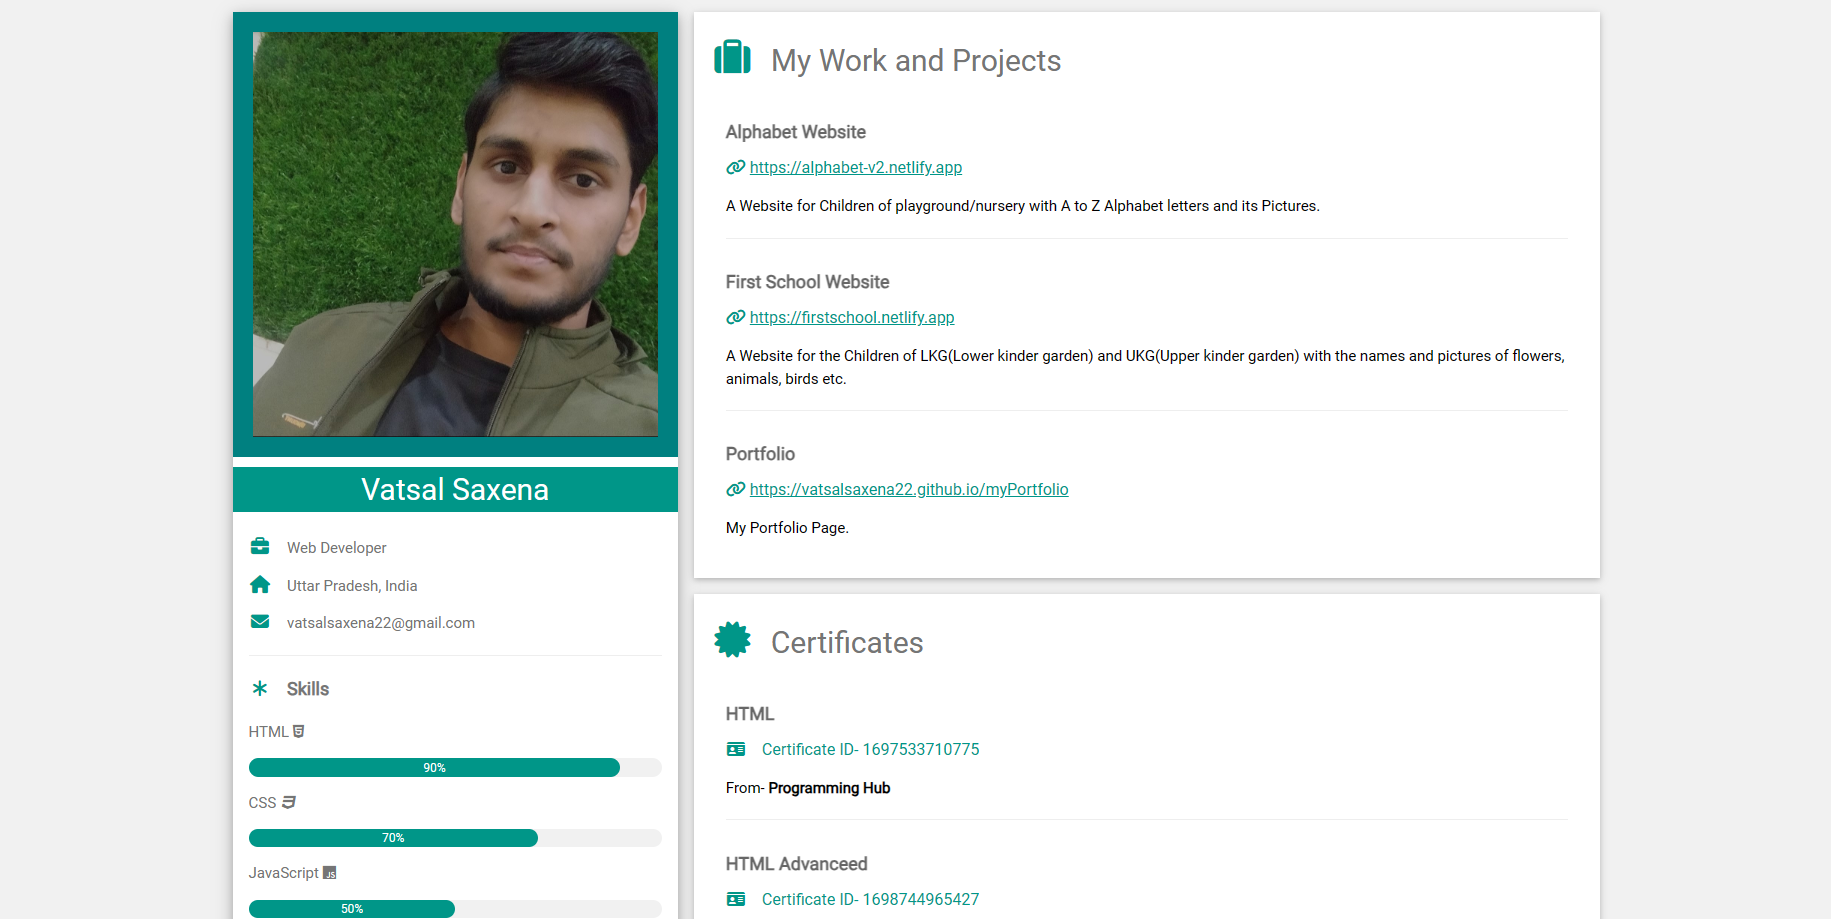 Vatsal Saxena
Web Developer
Uttar Pradesh, India
vatsalsaxena22@gmail.com
Skills
HTML
90%
CSS
70%
JavaScript JS
50%
My Work and Projects
Alphabet Website
https://alphabet-v2.netlify.app
A Website for Children of playground/nursery with A to Z Alphabet letters and its Pictures.
First School Website
https://firstschool.netlify.app
A Website for the Children of LKG(Lower kinder garden) and UKG(Upper kinder garden) with the names and pictures of flowers,
animals, birds etc.
Portfolio
https://vatsalsaxena22.github.io/myPortfolio
My Portfolio Page.
Certificates
HTML
Certificate ID- 1697533710775
From- Programming Hub
HTML Advanceed
Certificate ID- 1698744965427